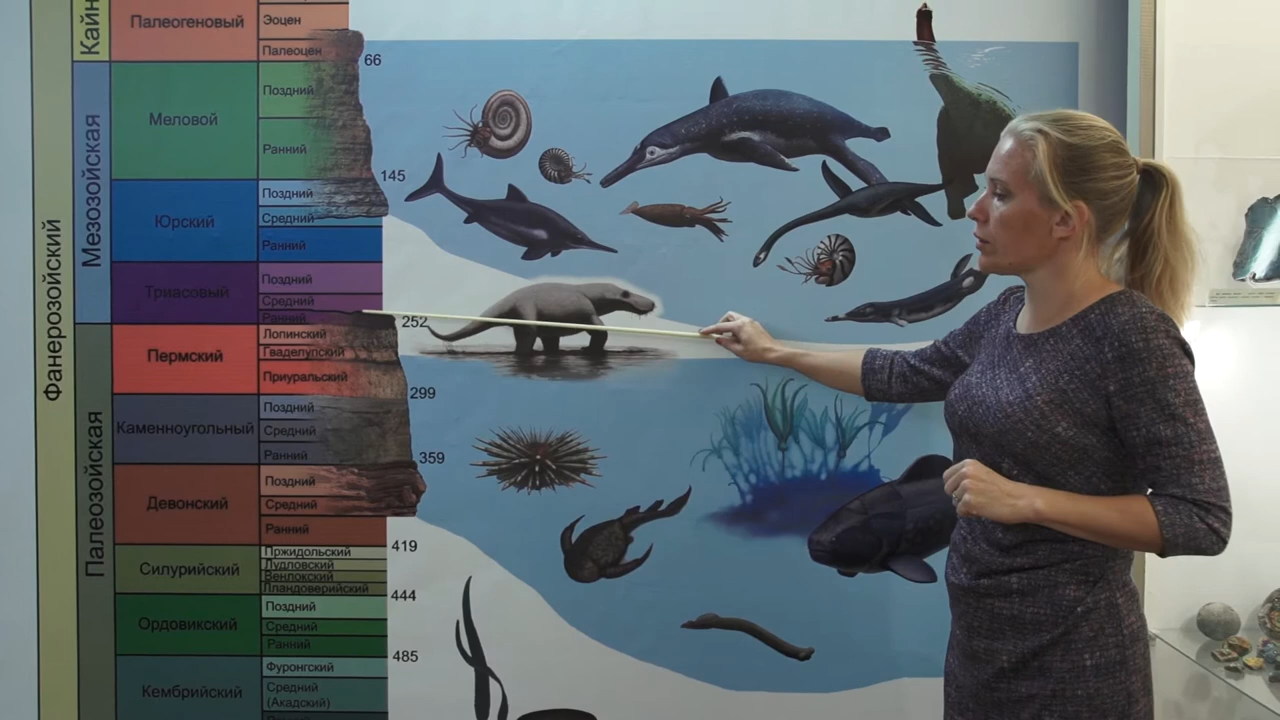 Фанерозойский
Кайн
Палеогеновый
Эоцен
Палеоцен
66
Мезозойская
Меловой
Поздний
Ранний
145
Юрский
Поздний
Средний
Ранний
Триасовый
Поздний
Средний
Ранний
252
Палеозойская
Пермский
Лопинский
Гваделупский
Приуральский
299
Каменноугольный
Поздний
Средний
Ранний
359
Девонский
Поздний
Средний
Ранний
419
Силурийский
Пржидольский
Лудловский
Венлокский
Лландоверийский
444
Ордовикский
Поздний
Средний
Ранний
485
Кембрийский
Фуронгский
Средний
(Акадский)